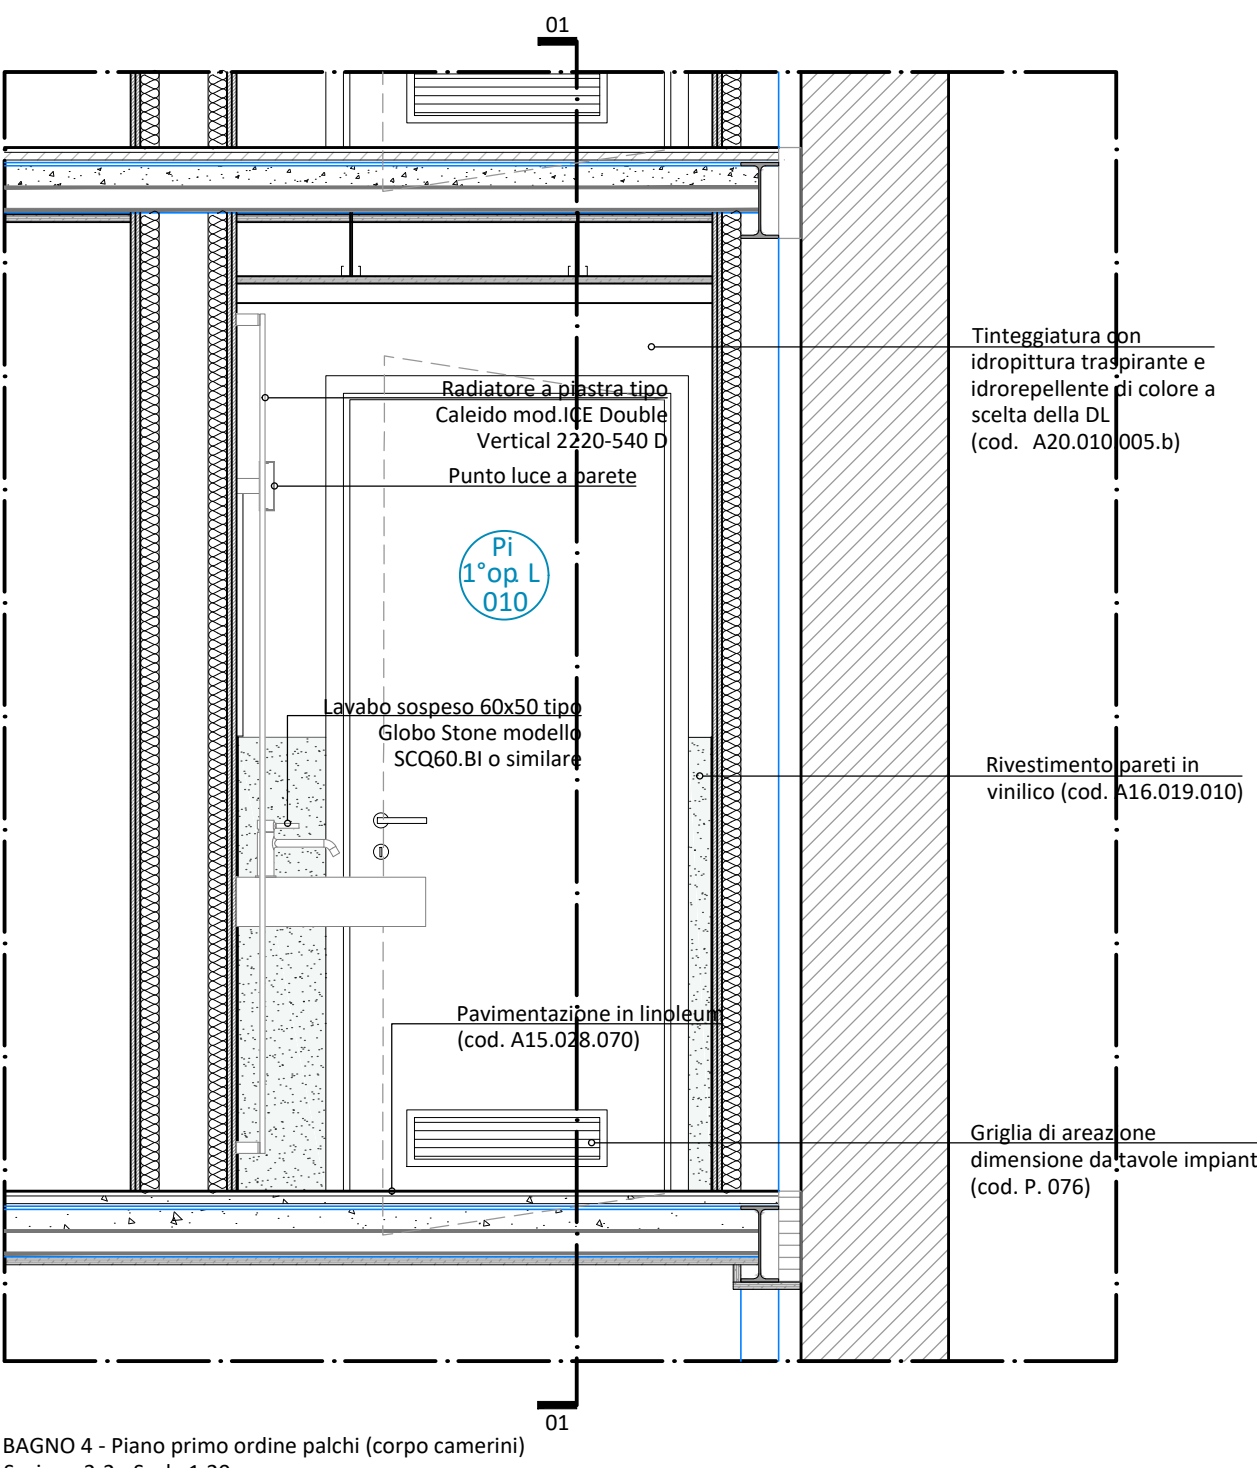 01
Tinteggiatura con
idropittura traspirante e
idrorepellente di colore a
scelta della DL
(cod. A20.010.005.b)
Radiatore a piastra tipo
Caleido mod.ICE Double
Vertical 2220-540 D
Punto luce a parete
Pi
1°op. L
010
Lavabo sospeso 60x50 tipo
Globo Stone modello
SCQ60.BI o similare
Rivestimento pareti in
vinilico (cod. A16.019.010)
Pavimentazione in linoleum
(cod. A15.028.070)
Griglia di areazione
dimensione da tavole impiant
(cod. P. 076)
01
BAGNO 4 - Piano primo ordine palchi (corpo camerini)